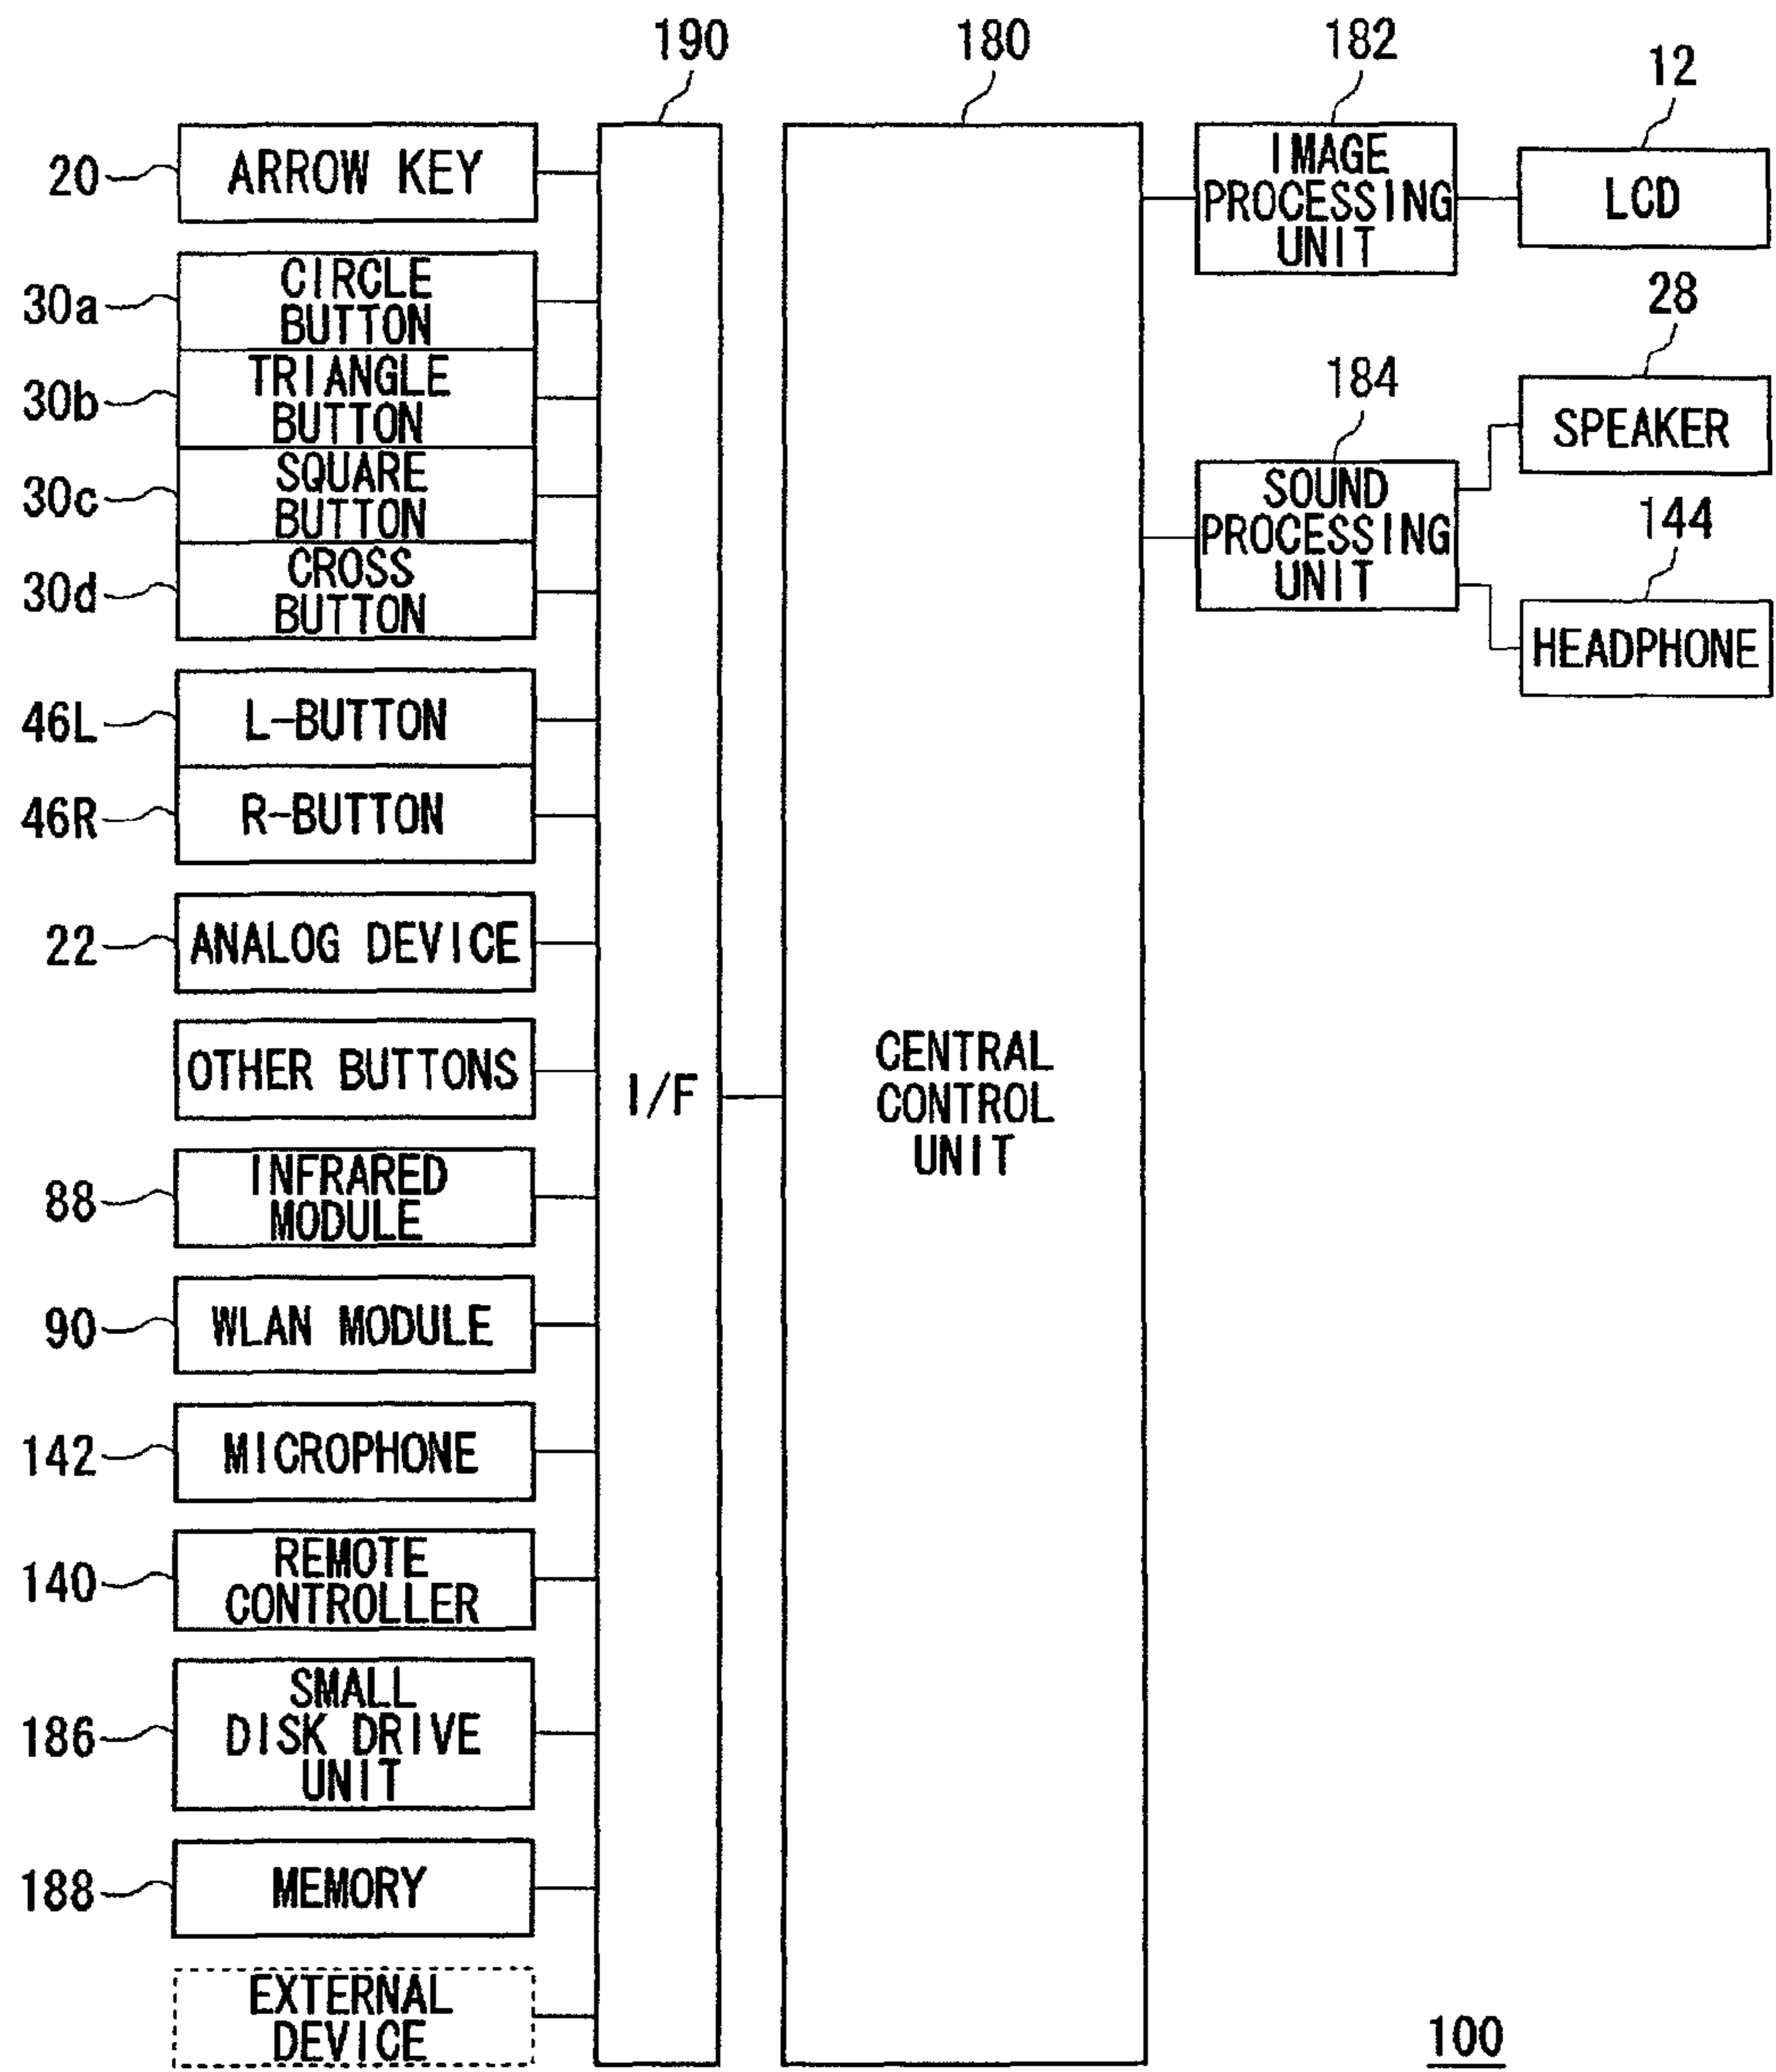 190
180
182
12
20
ARROW KEY
IMAGE
PROCESSING
UNIT
LCD
30a
CIRCLE
BUTTON
28
30b
TRIANGLE
BUTTON
184
SPEAKER
30c
SQUARE
BUTTON
SOUND
PROCESSING
UNIT
144
30d
CROSS
BUTTON
HEADPHONE
46L
L-BUTTON
46R
R-BUTTON
22
ANALOG DEVICE
OTHER BUTTONS
I/F
CENTRAL
CONTROL
UNIT
88
INFRARED
MODULE
90
WLAN MODULE
142
MICROPHONE
140
REMOTE
CONTROLLER
186
SMALL
DISK DRIVE
UNIT
188
MEMORY
EXTERNAL
DEVICE
100